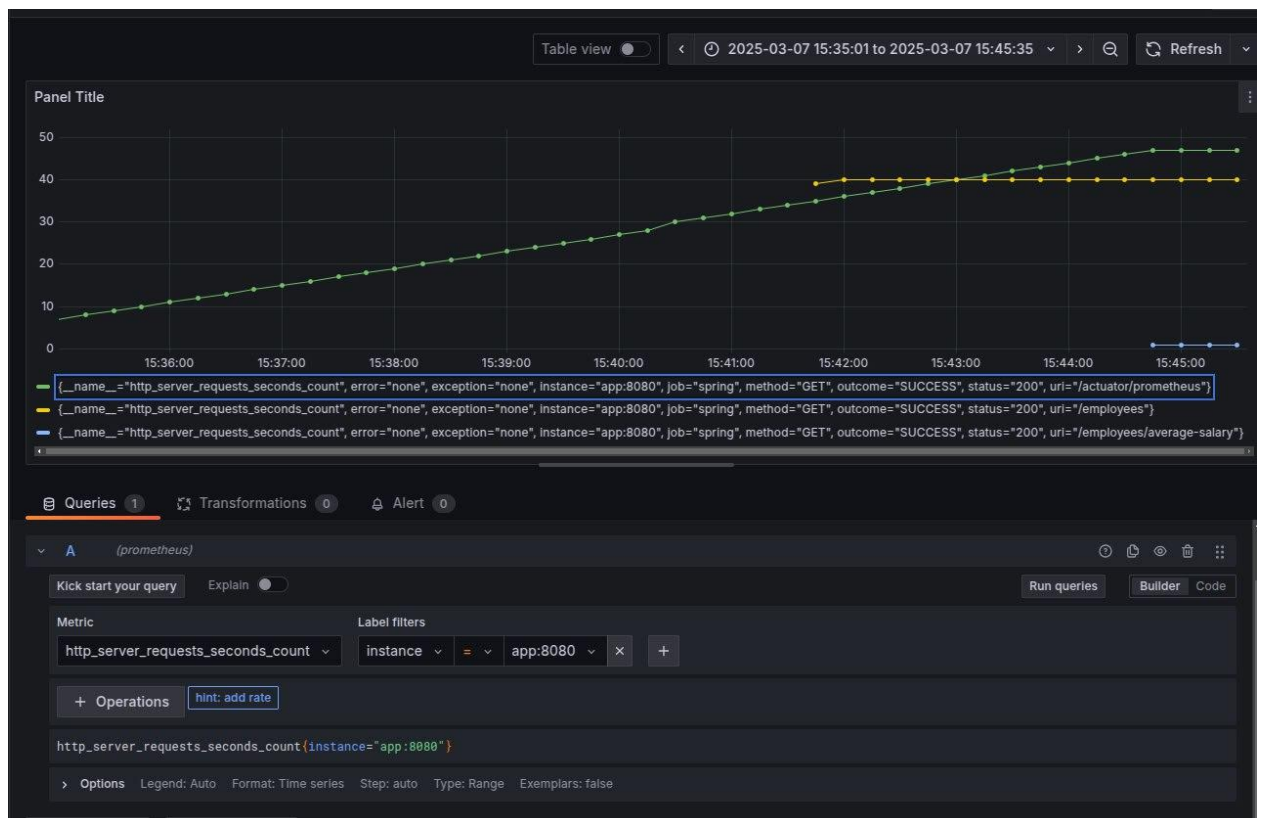 Table view
2025-03-07 15:35:01 to 2025-03-07 15:45:35
Refresh
Panel Title
50
40
30
20
10
0
15:36:00 15:37:00 15:38:00 15:39:00 15:40:00 15:41:00 15:42:00 15:43:00 15:44:00 15:45:00
{__name__="http_server_requests_seconds_count", error="none", exception="none", instance="app:8080", job="spring", method="GET", outcome="SUCCESS", status="200", uri="/actuator/prometheus"}
{__name__="http_server_requests_seconds_count", error="none", exception="none", instance="app:8080", job="spring", method="GET", outcome="SUCCESS", status="200", uri="/employees"}
{__name__="http_server_requests_seconds_count", error="none", exception="none", instance="app:8080", job="spring", method="GET", outcome="SUCCESS", status="200", uri="/employees/average-salary"}
Queries 1 Transformations 0 Alert 0
A (prometheus)
Kick start your query Explain Run queries Builder Code
Metric Label filters
http_server_requests_seconds_count instance = app:8080
+ Operations hint: add rate
http_server_requests_seconds_count{instance="app:8080"}
Options Legend: Auto Format: Time series Step: auto Type: Range Exemplars: false